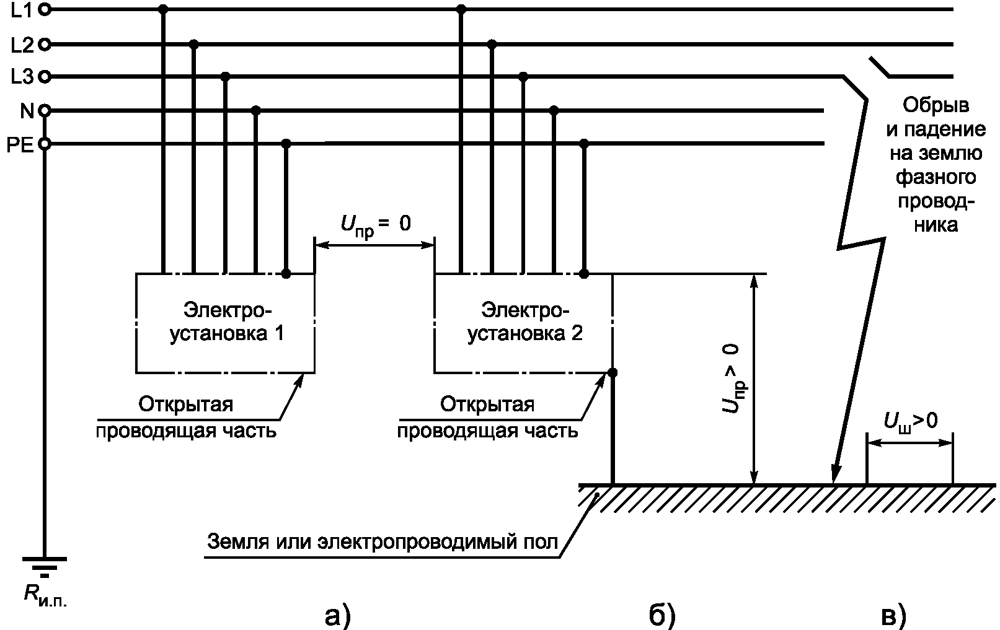 L1
L2
L3
N
PE
Обрыв
и падение
на землю
фазного
провод-
ника
Uпр = 0
Электро-
установка 1
Электро-
установка 2
Uпр > 0
Открытая
проводящая часть
Открытая
проводящая часть
Uш>0
Земля или электропроводимый пол
Rи.п.
а)
б)
в)